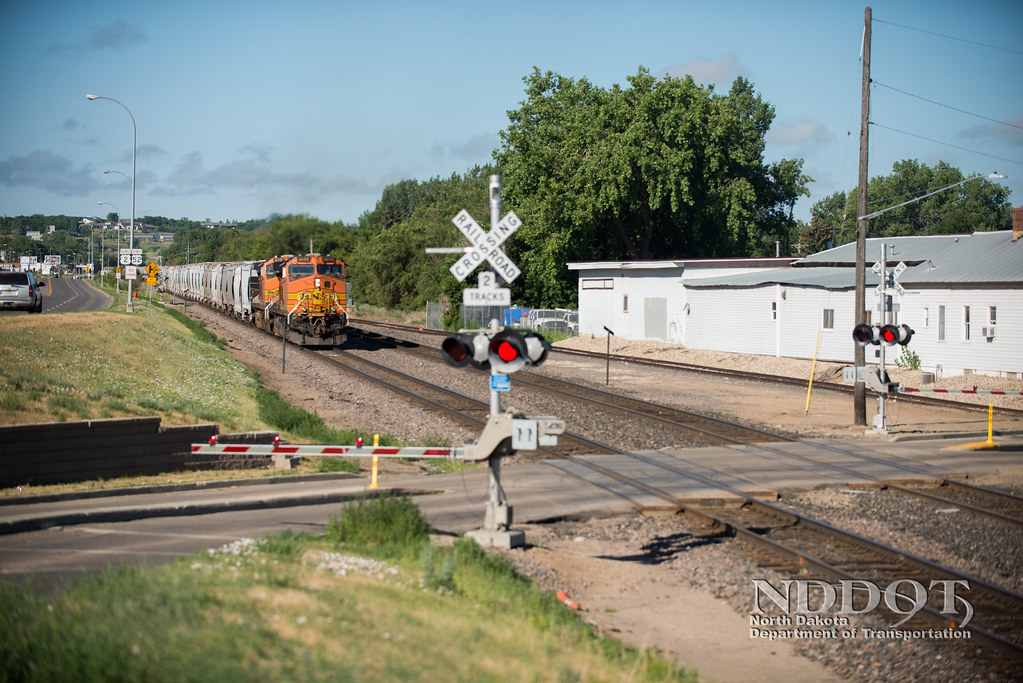 RAILROAD
CROSSING
2
TRACKS
NDDOT
North Dakota
Department of Transportation